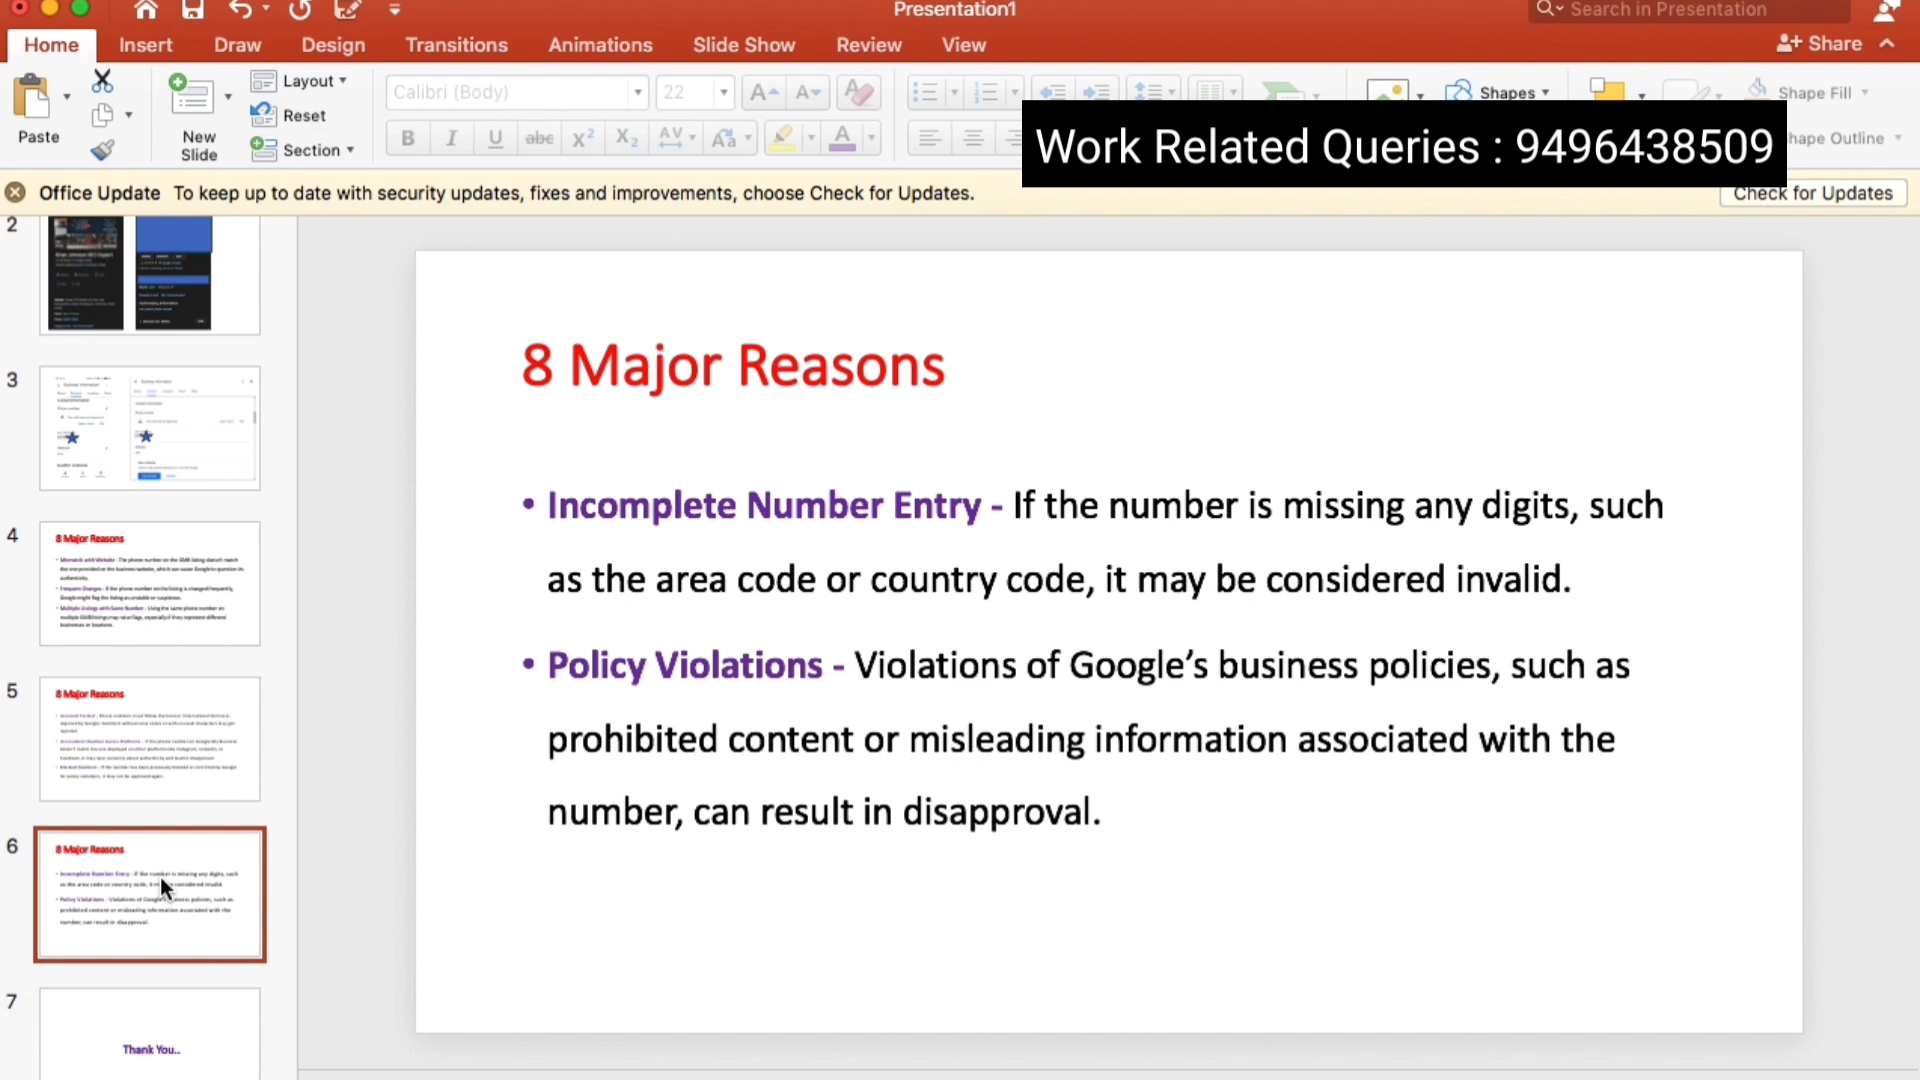 Presentation1
Search in Presentation
Home Insert Draw Design Transitions Animations Slide Show Review View
Share
Paste
New
Slide
Layout
Reset
Section
Calibri (Body) 22
Shapes
Shape Fill
hape Outline
Work Related Queries : 9496438509
Office Update To keep up to date with security updates, fixes and improvements, choose Check for Updates.
Check for Updates
2
3
4
8 Major Reasons
5
8 Major Reasons
6
8 Major Reasons
7
Thank You..
8 Major Reasons
• Incomplete Number Entry - If the number is missing any digits, such
as the area code or country code, it may be considered invalid.
• Policy Violations - Violations of Google’s business policies, such as
prohibited content or misleading information associated with the
number, can result in disapproval.